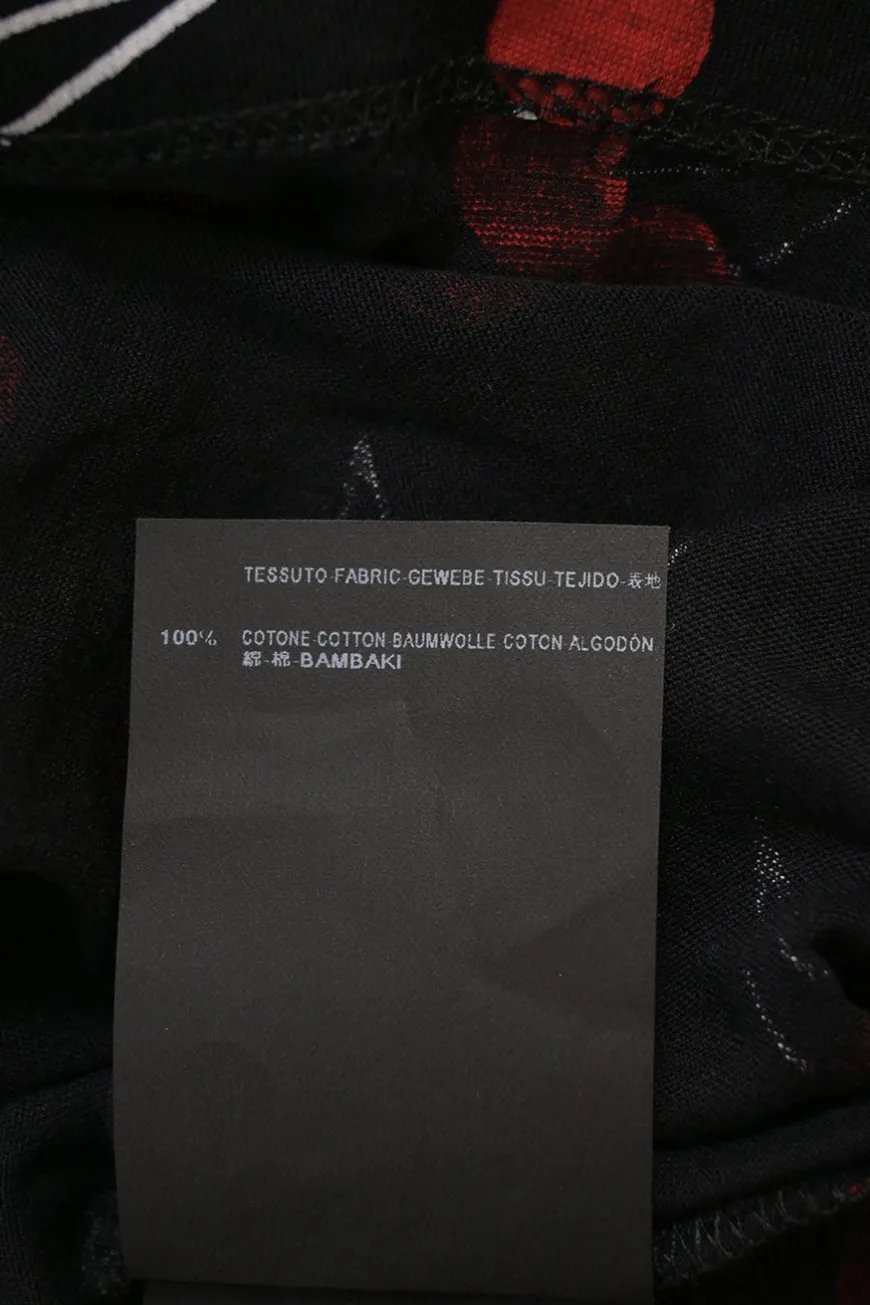 TESSUTO-FABRIC-GEWEBE-TISSU-TEJIDO-表地
100% COTONE-COTTON-BAUMWOLLE-COTON-ALGODÓN
綿-棉-BAMBAKI